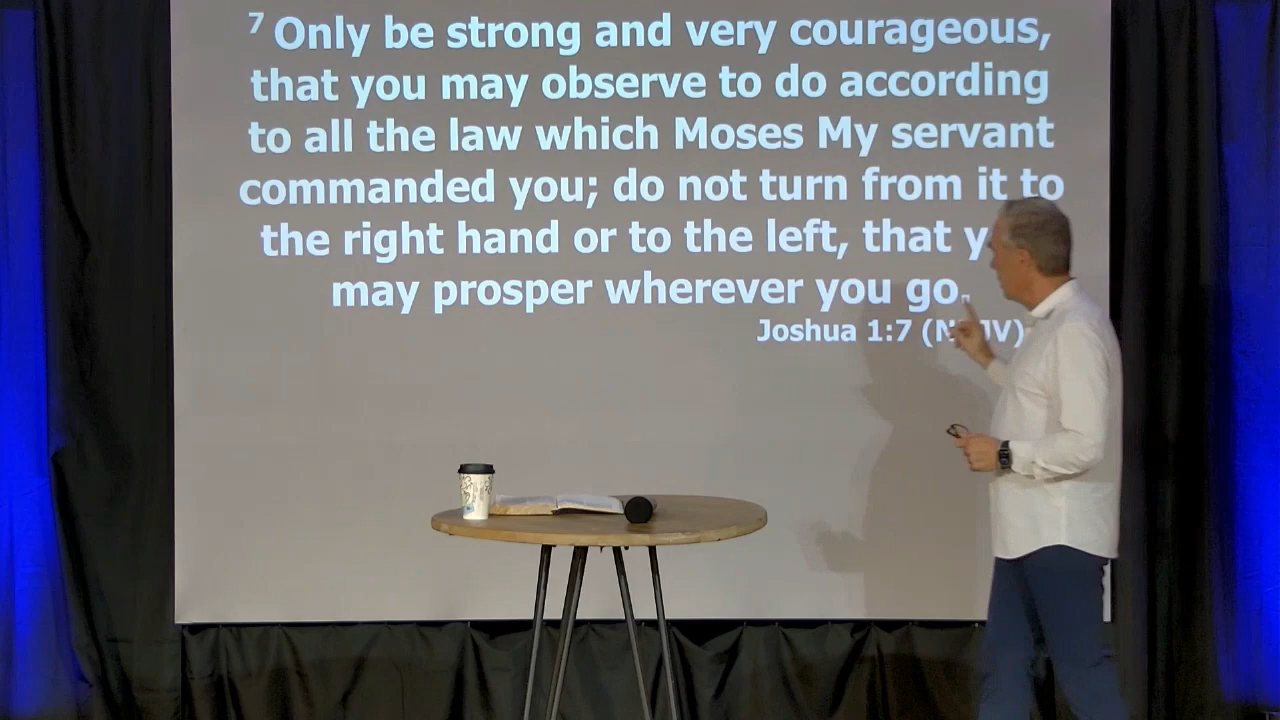 7 Only be strong and very courageous,
that you may observe to do according
to all the law which Moses My servant
commanded you; do not turn from it to
the right hand or to the left, that
may prosper wherever you go.
Joshua 1:7